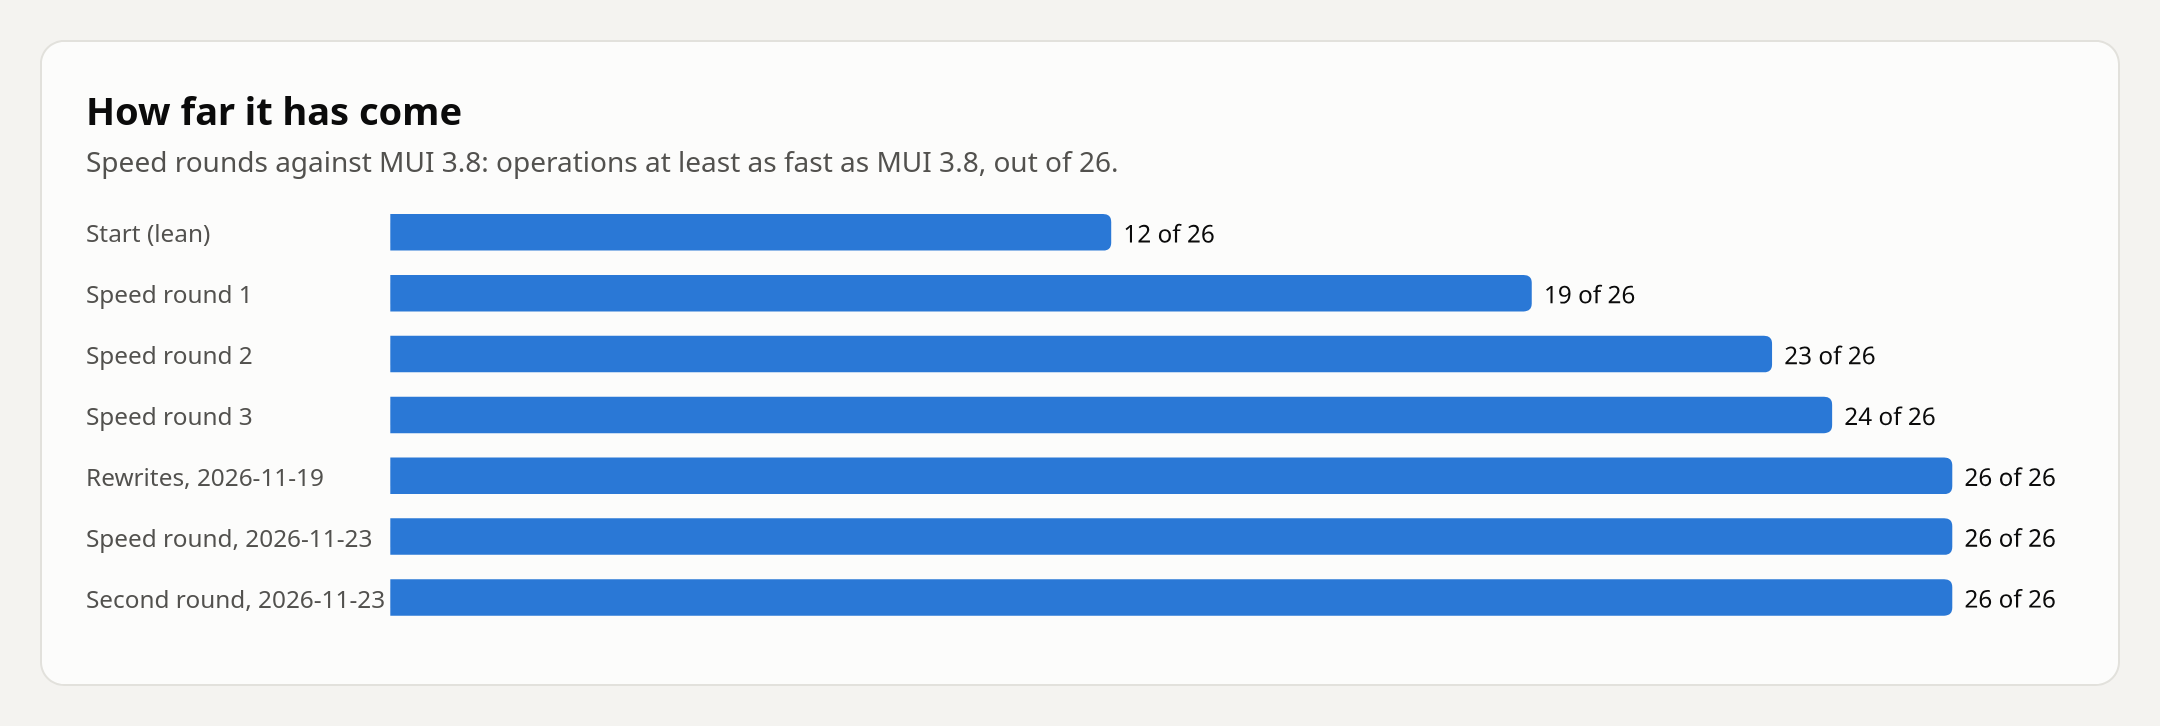 How far it has come
Speed rounds against MUI 3.8: operations at least as fast as MUI 3.8, out of 26.
Start (lean) 12 of 26
Speed round 1 19 of 26
Speed round 2 23 of 26
Speed round 3 24 of 26
Rewrites, 2026-11-19 26 of 26
Speed round, 2026-11-23 26 of 26
Second round, 2026-11-23 26 of 26